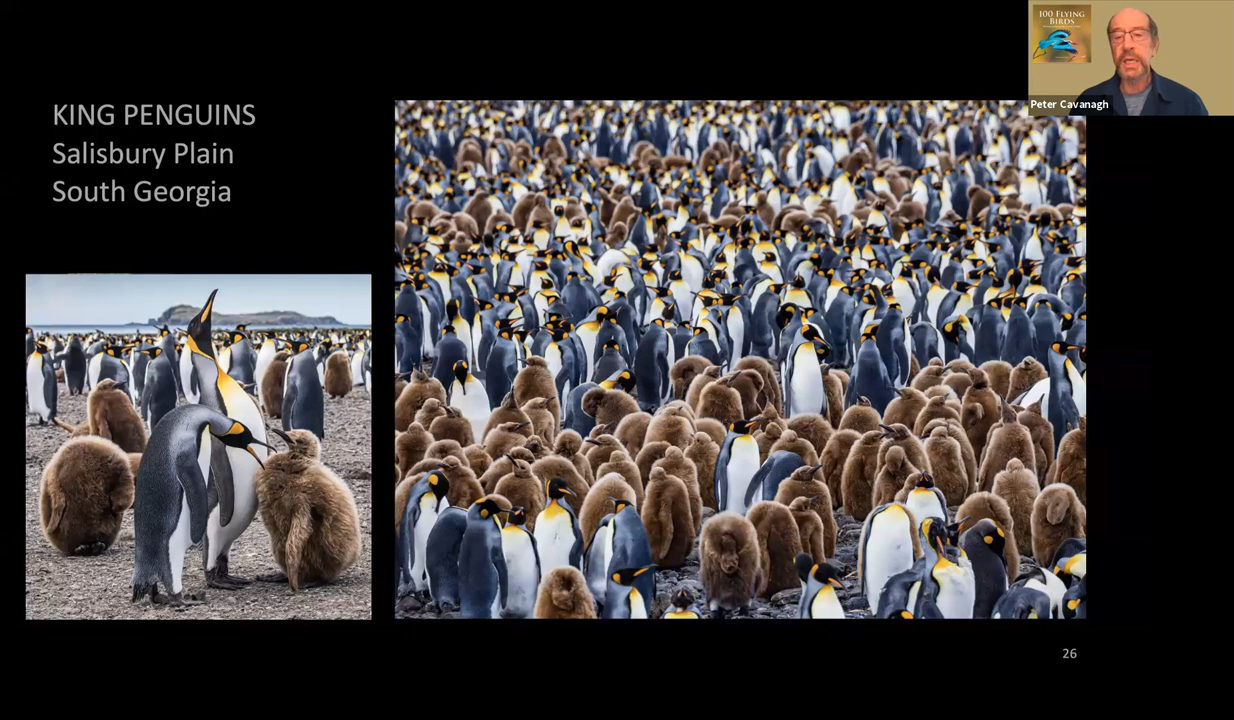 KING PENGUINS
Salisbury Plain
South Georgia
100 FLYING
BIRDS
Peter Cavanagh
26